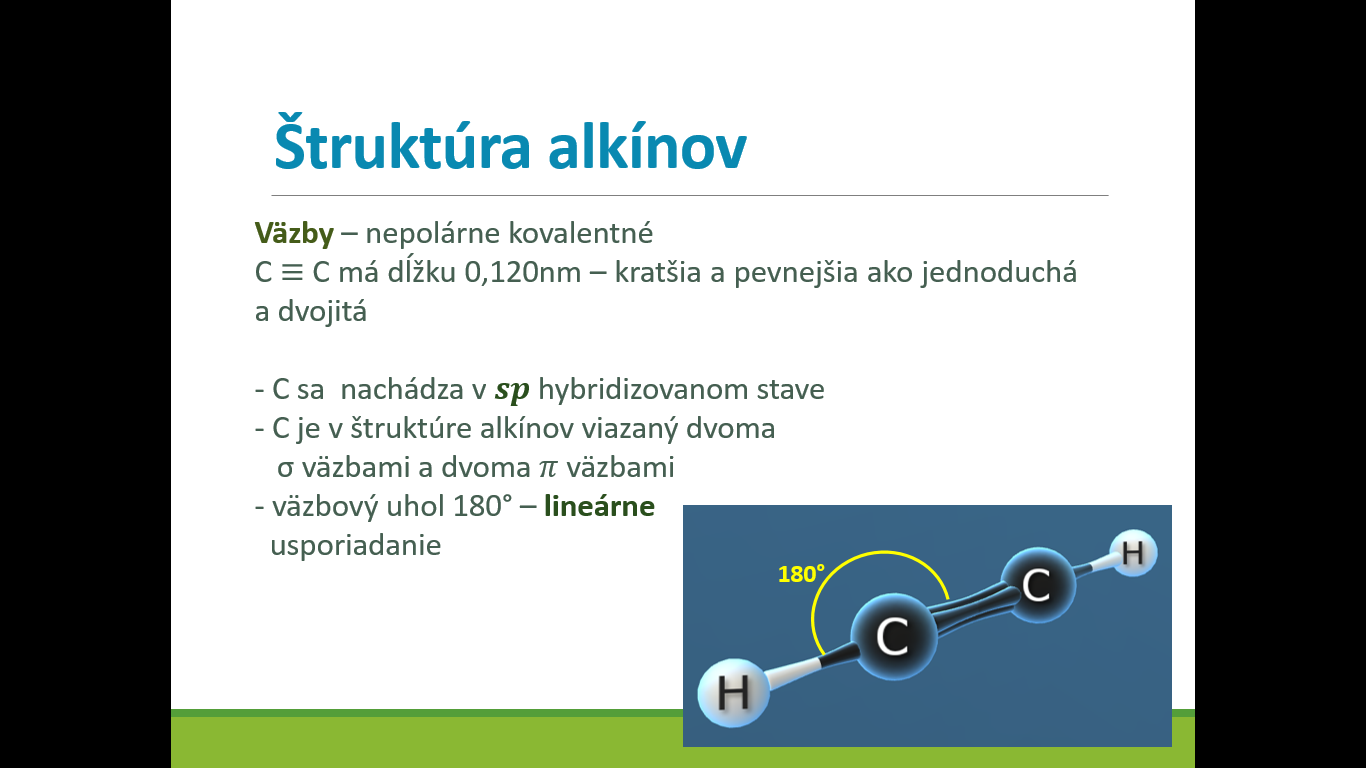 Štruktúra alkínov
Väzby – nepolárne kovalentné
C ≡ C má dĺžku 0,120nm – kratšia a pevnejšia ako jednoduchá
a dvojitá
- C sa  nachádza v sp hybridizovanom stave
- C je v štruktúre alkínov viazaný dvoma
σ väzbami a dvoma π väzbami
- väzbový uhol 180° – lineárne
usporiadanie
180°
H
C
C
H